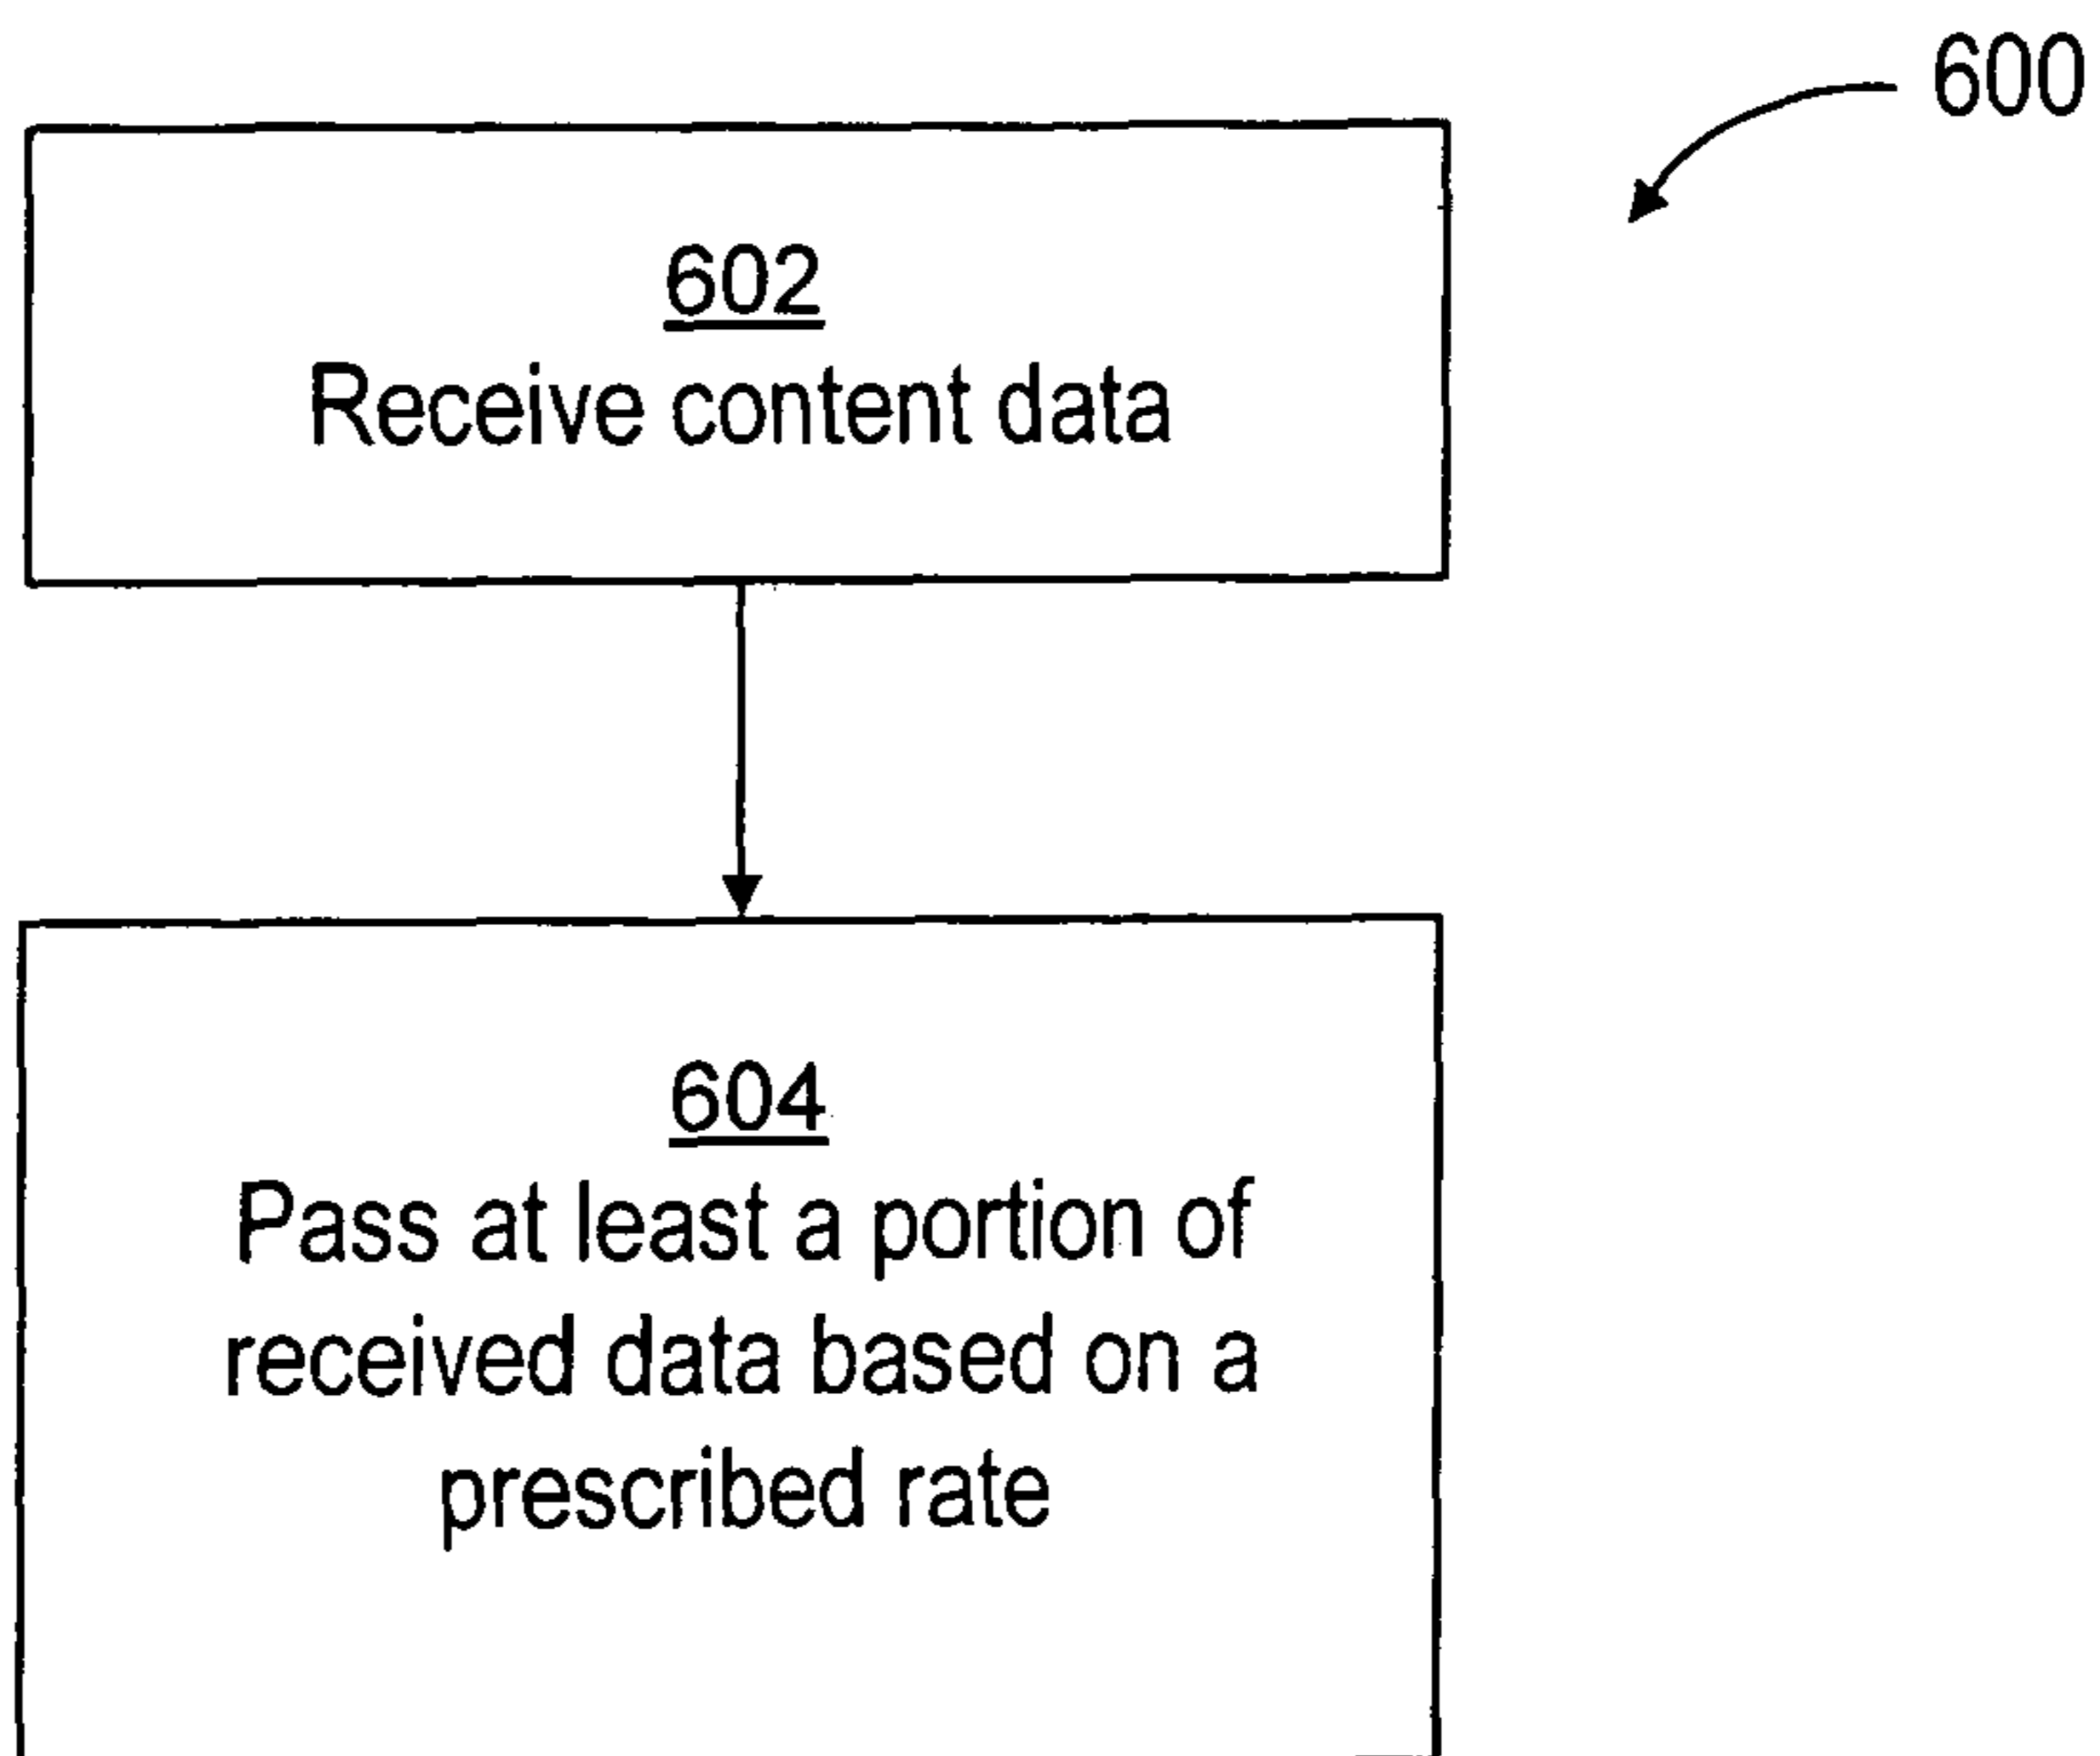 600
602
Receive content data
604
Pass at least a portion of
received data based on a
prescribed rate